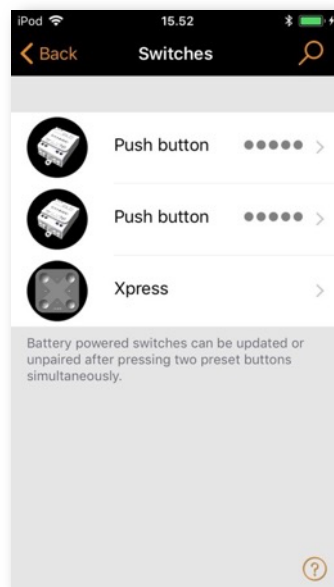 iPod 15.52
Back Switches
Push button
Push button
Xpress
Battery powered switches can be updated or
unpaired after pressing two preset buttons
simultaneously.
?